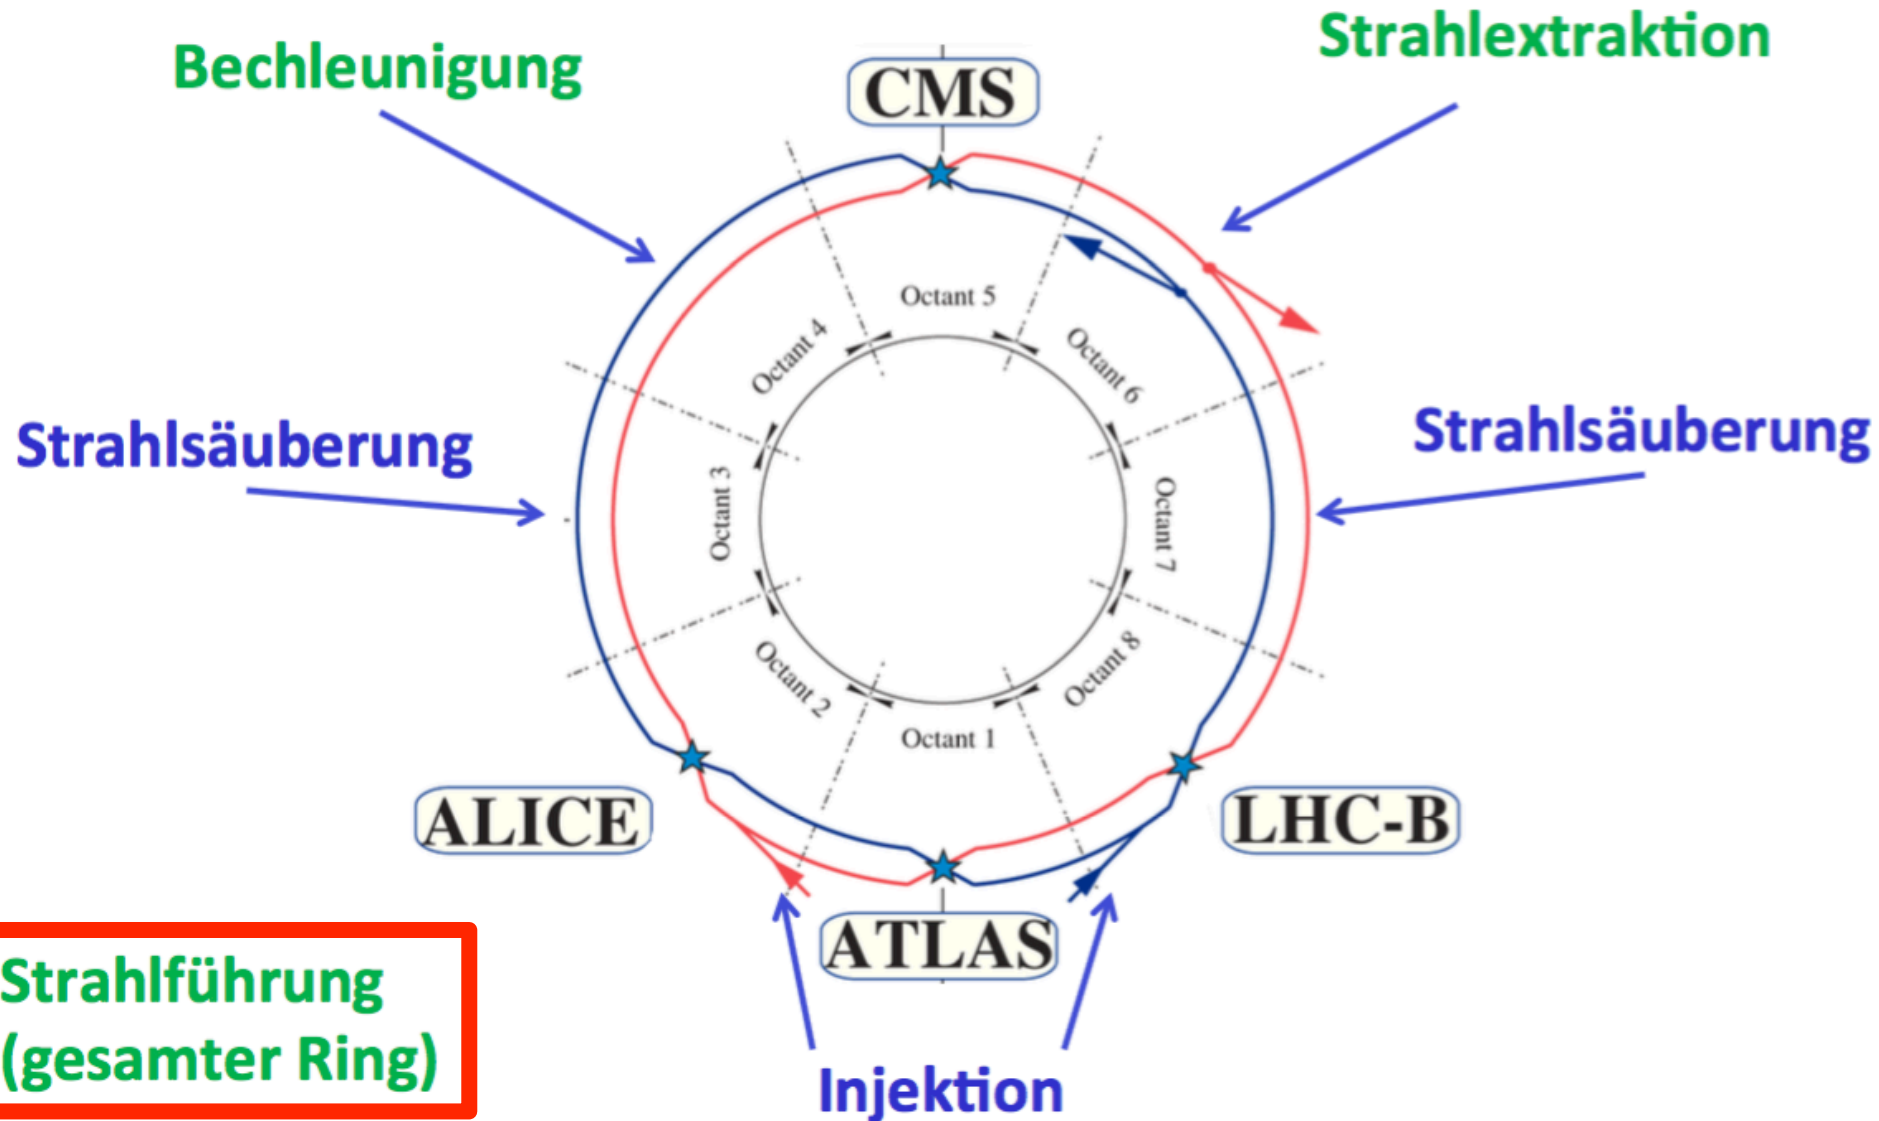 Strahlextraktion
Bechleunigung
CMS
Octant 5
Octant 4
Octant 6
Strahlsäuberung
Strahlsäuberung
Octant 3
Octant 7
Octant 2
Octant 8
Octant 1
ALICE
LHC-B
ATLAS
Strahlführung
(gesamter Ring)
Injektion